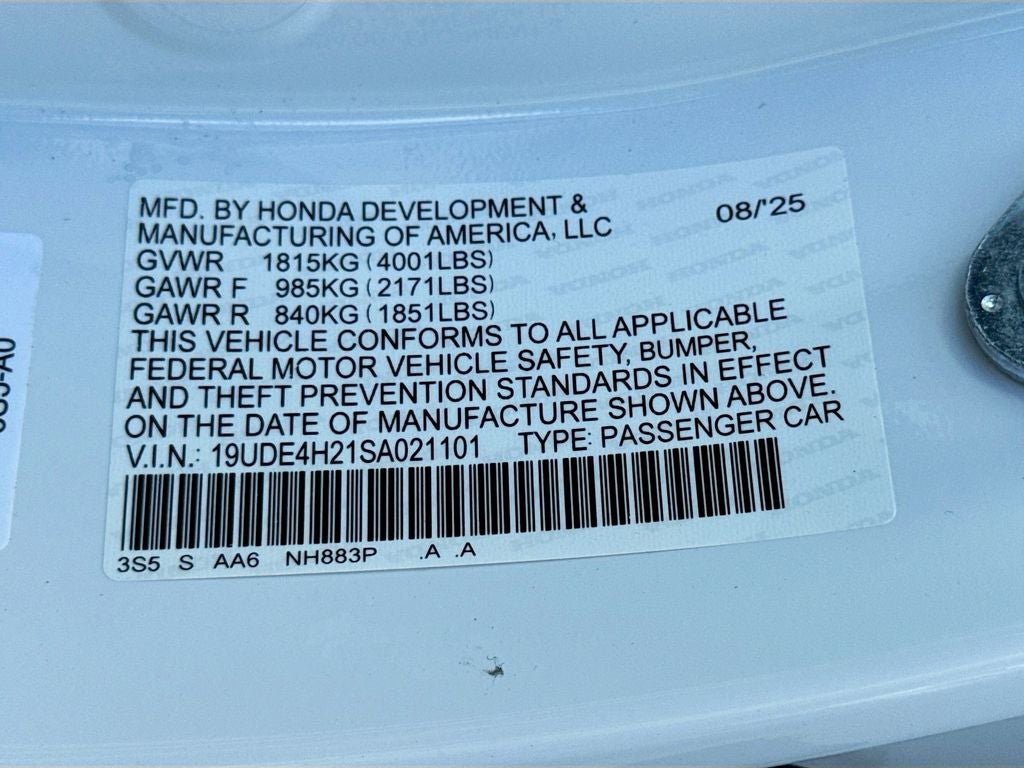 MFD. BY HONDA DEVELOPMENT & 08/'25
MANUFACTURING OF AMERICA, LLC
GVWR 1815KG (4001LBS)
GAWR F 985KG (2171LBS)
GAWR R 840KG (1851LBS)
THIS VEHICLE CONFORMS TO ALL APPLICABLE
FEDERAL MOTOR VEHICLE SAFETY, BUMPER,
AND THEFT PREVENTION STANDARDS IN EFFECT
ON THE DATE OF MANUFACTURE SHOWN ABOVE.
V.I.N.: 19UDE4H21SA021101 TYPE: PASSENGER CAR
3S5 S AA6 NH883P .A .A